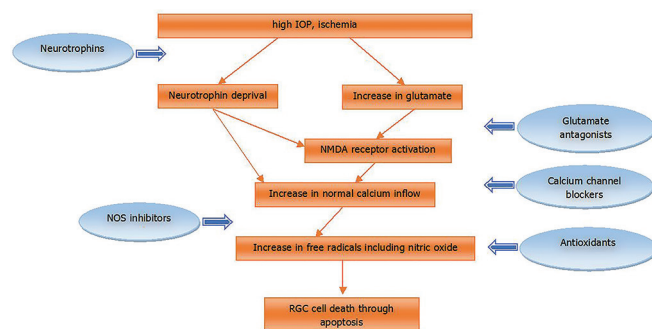 high IOP, ischemia
Neurotrophins
Neurotrophin deprival
Increase in glutamate
Glutamate
antagonists
NMDA receptor activation
Increase in normal calcium inflow
Calcium channel
blockers
NOS inhibitors
Increase in free radicals including nitric oxide
Antioxidants
RGC cell death through
apoptosis